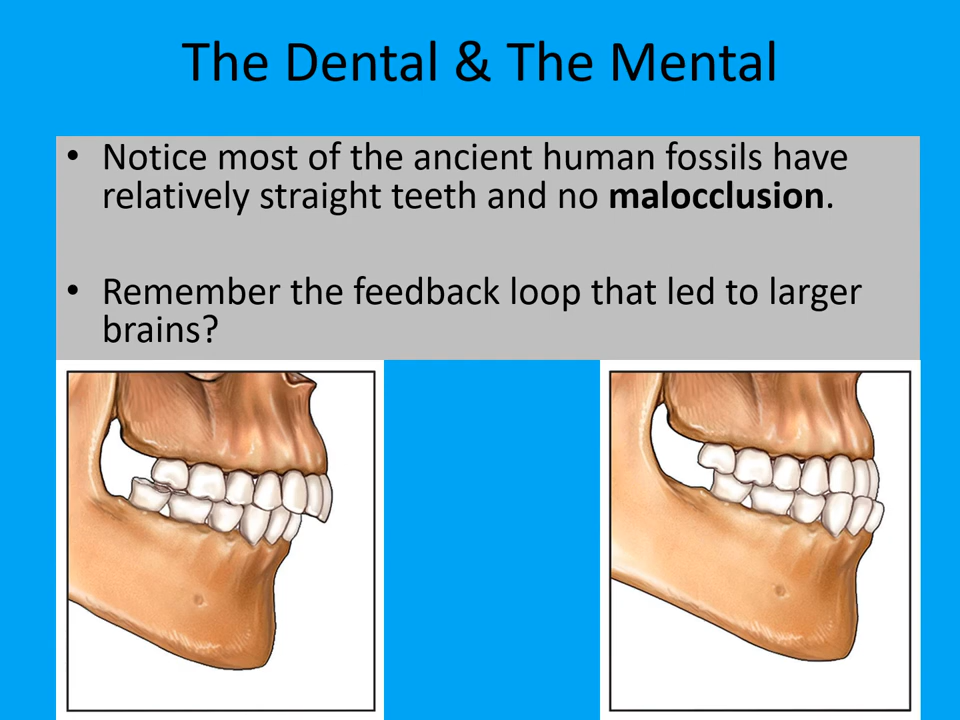 The Dental & The Mental
• Notice most of the ancient human fossils have
relatively straight teeth and no malocclusion.
• Remember the feedback loop that led to larger
brains?